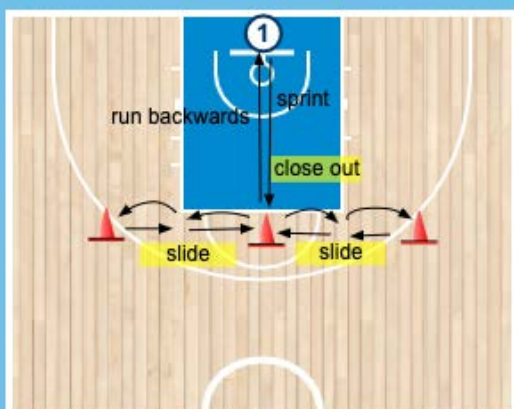 1
sprint
run backwards
close out
slide
slide